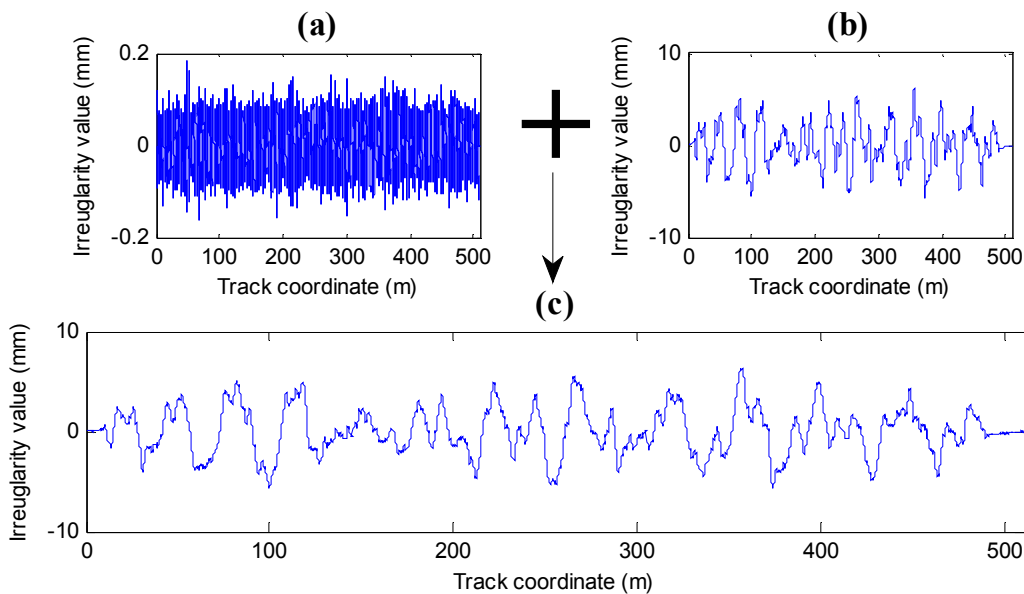 (a)
(b)
0.2
0
-0.2
Irreuglarity value (mm)
0 100 200 300 400 500
Track coordinate (m)
+
10
0
-10
Irreuglarity value (mm)
0 100 200 300 400 500
Track coordinate (m)
(c)
10
0
-10
Irreuglarity value (mm)
0 100 200 300 400 500
Track coordinate (m)